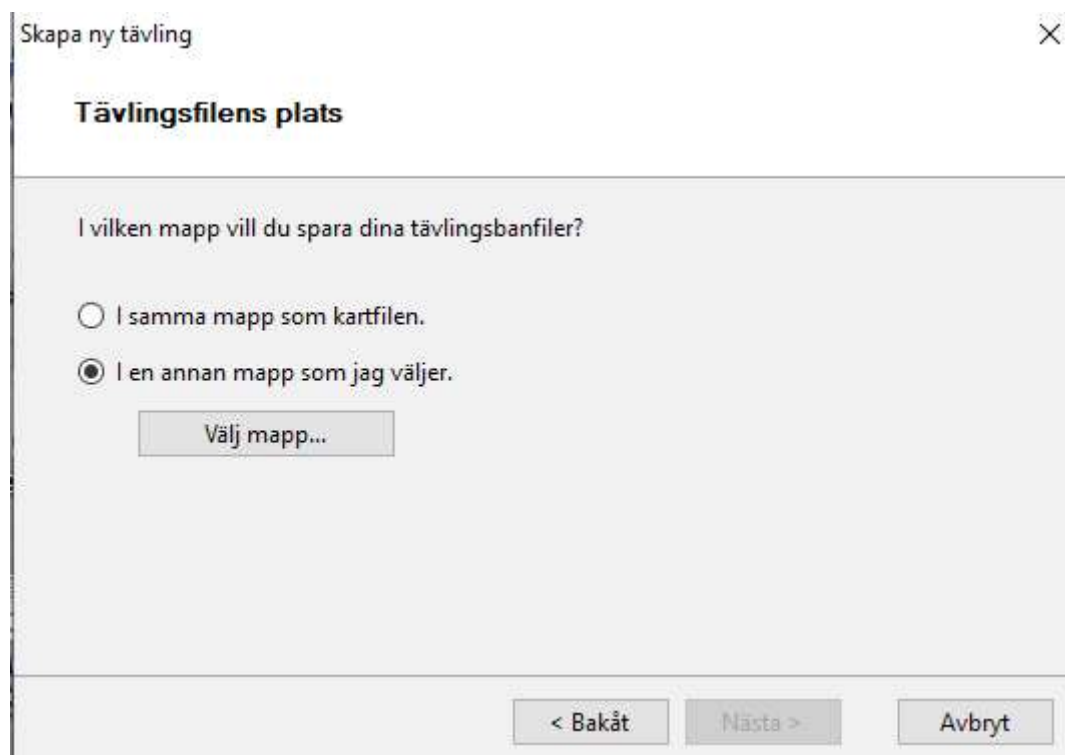 Skapa ny tävling
Tävlingsfilens plats
I vilken mapp vill du spara dina tävlingsbanfiler?
I samma mapp som kartfilen.
I en annan mapp som jag väljer.
Välj mapp...
< Bakåt
Nästa >
Avbryt